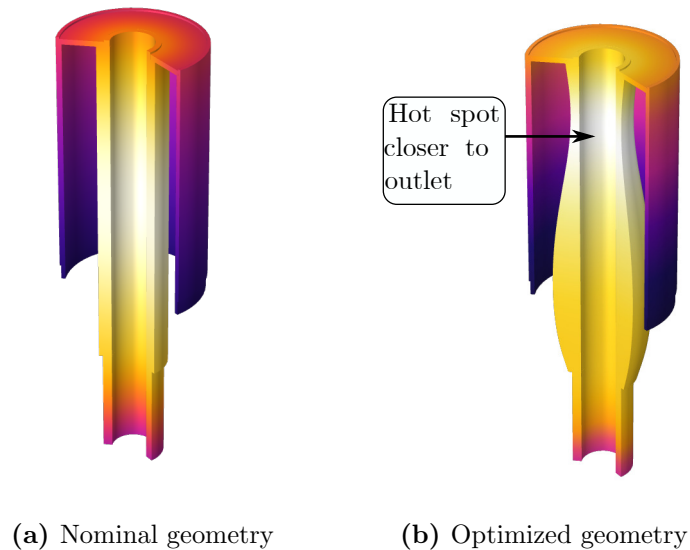 Hot spot
closer to
outlet
(a) Nominal geometry
(b) Optimized geometry